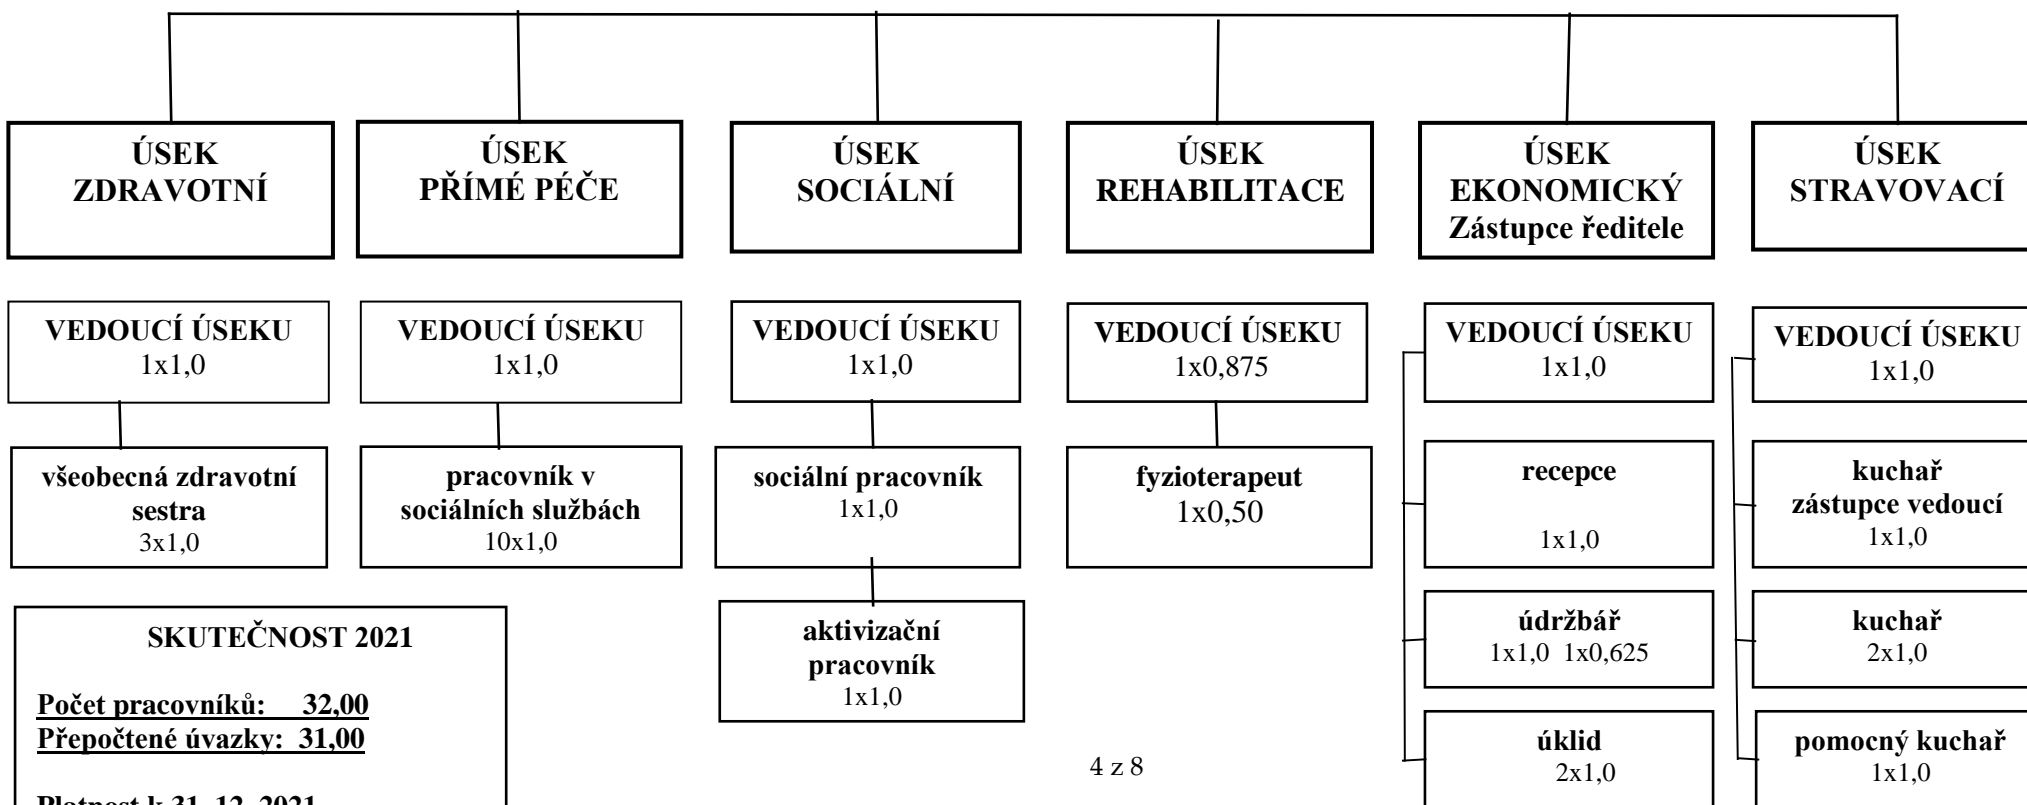 ÚSEK
ZDRAVOTNÍ
ÚSEK
PŘÍMÉ PÉČE
ÚSEK
SOCIÁLNÍ
ÚSEK
REHABILITACE
ÚSEK
EKONOMICKÝ
Zástupce ředitele
ÚSEK
STRAVOVACÍ
VEDOUCÍ ÚSEKU
1x1,0
VEDOUCÍ ÚSEKU
1x1,0
VEDOUCÍ ÚSEKU
1x1,0
VEDOUCÍ ÚSEKU
1x0,875
VEDOUCÍ ÚSEKU
1x1,0
VEDOUCÍ ÚSEKU
1x1,0
všeobecná zdravotní
sestra
3x1,0
pracovník v
sociálních službách
10x1,0
sociální pracovník
1x1,0
fyzioterapeut
1x0,50
recepce
1x1,0
kuchař
zástupce vedoucí
1x1,0
aktivizační
pracovník
1x1,0
údržbář
1x1,0 1x0,625
kuchař
2x1,0
úklid
2x1,0
pomocný kuchař
1x1,0
SKUTEČNOST 2021
Počet pracovníků: 32,00
Přepočtené úvazky: 31,00
Platnost k 31. 12. 2021
4 z 8